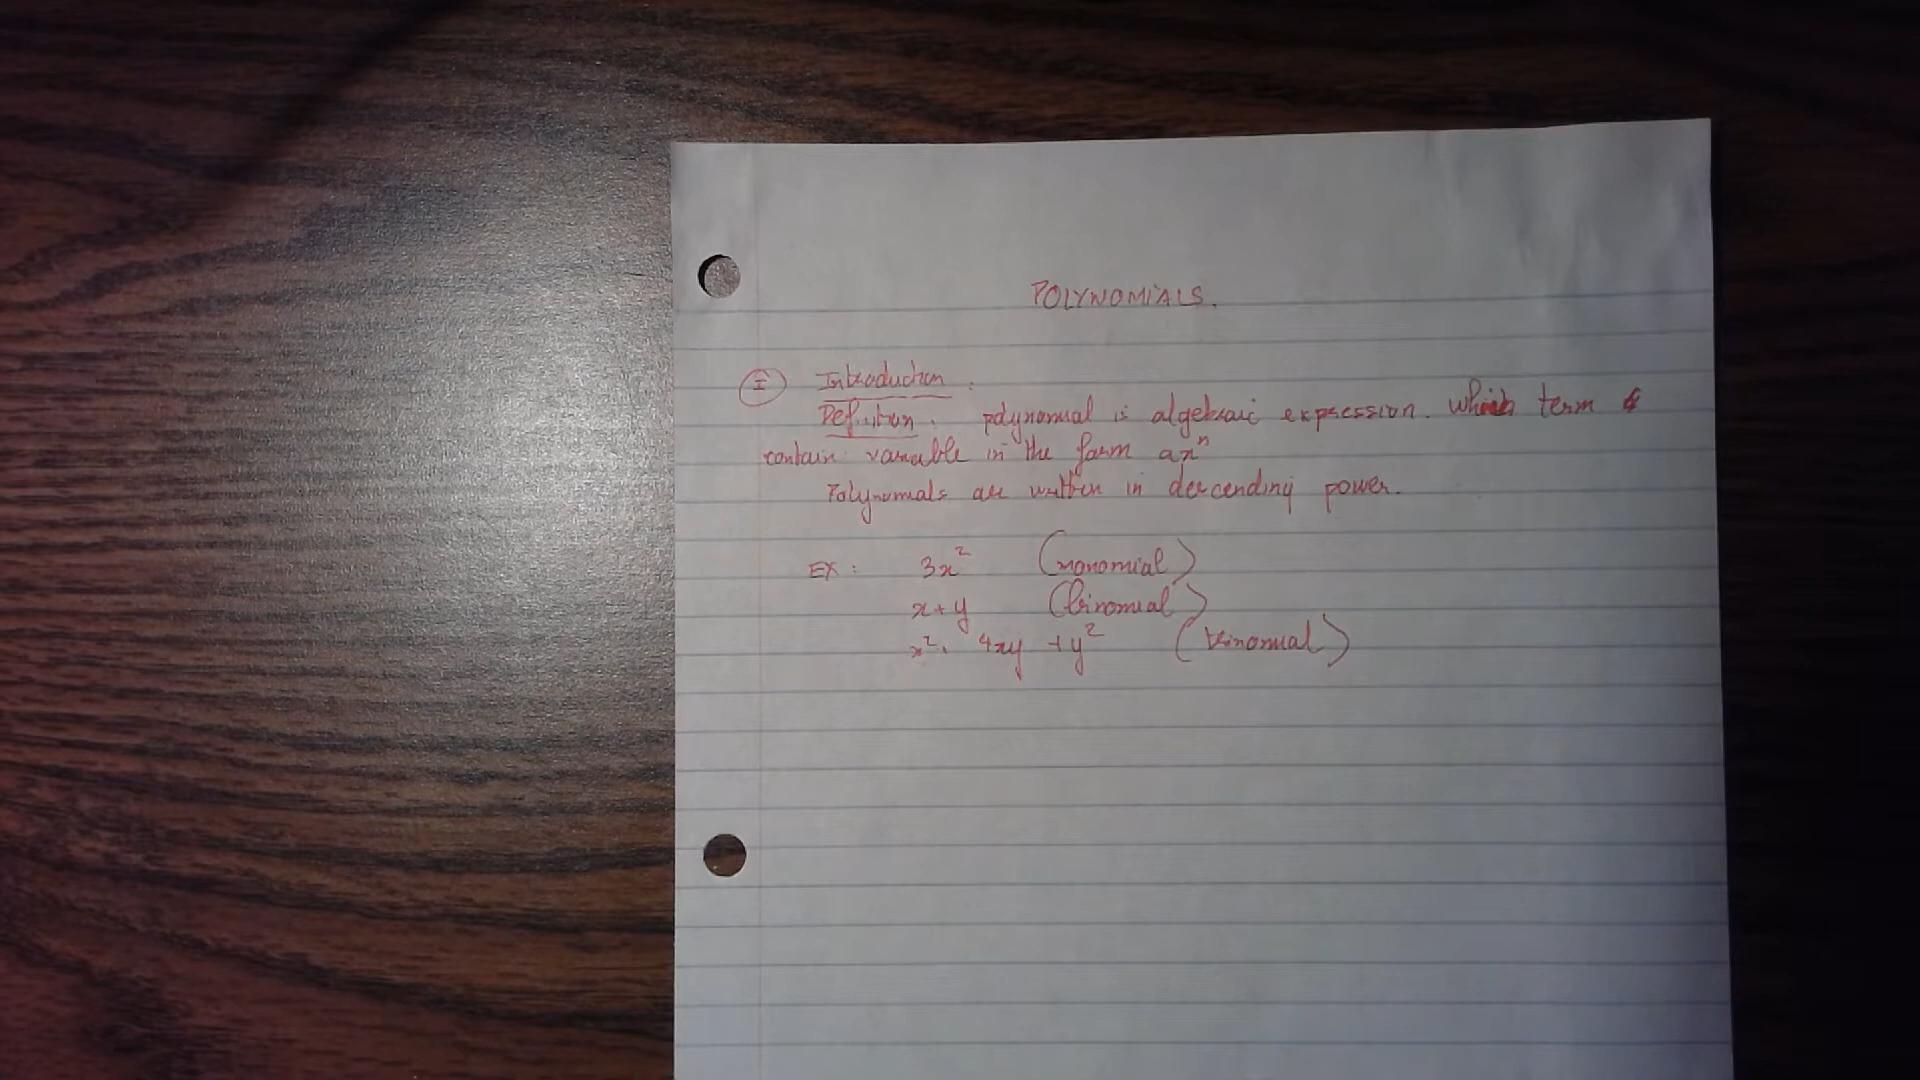 POLYNOMIALS.
I Introduction.
Definition. polynomial is algebraic expression. which term
contain variable in the form axⁿ
Polynomials are written in descending power.
EX: 3x² (monomial)
x+y (binomial)
x² 4xy +y² (trinomial)